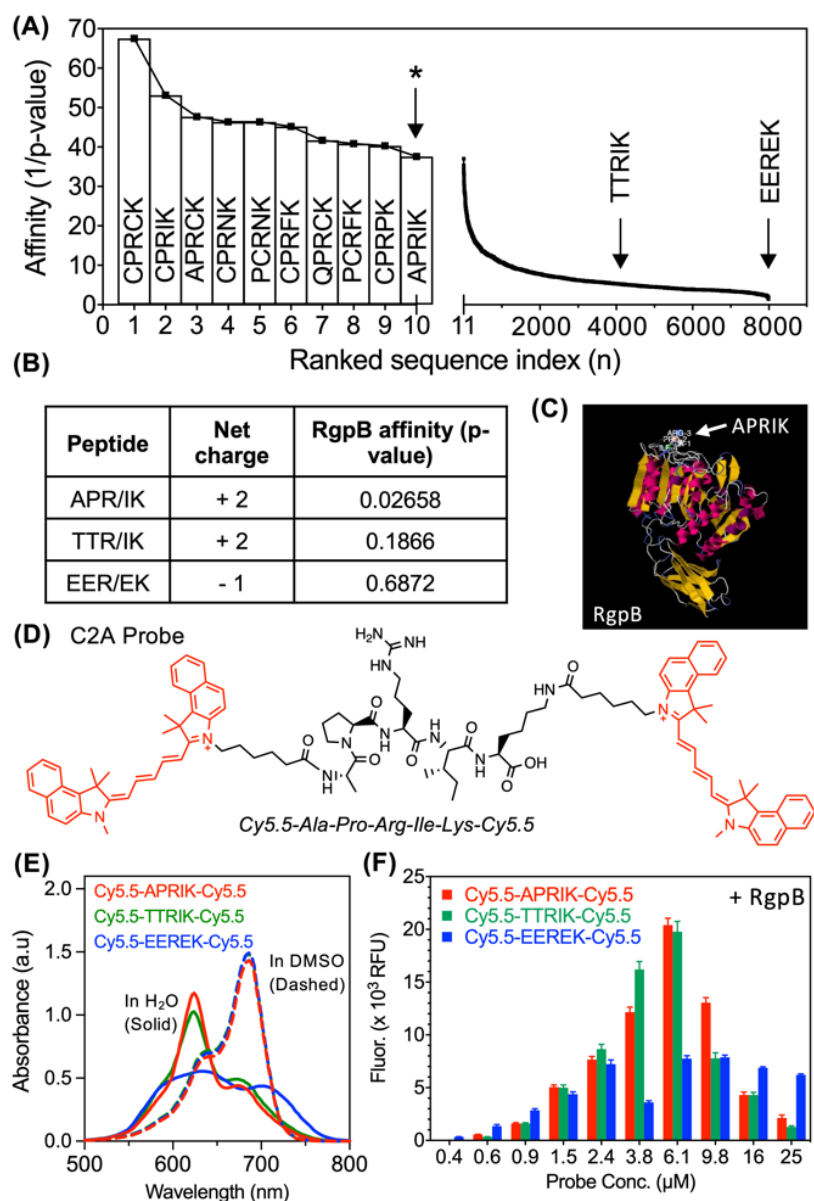 (A)
70
60
50
40
30
20
10
0
Affinity (1/p-value)
CPRCK
CPRIK
APRCK
CPRNK
PCRNK
CPRFK
QPRCK
PCRFK
CPRPK
APRIK
*
TTRIK
EEREK
0 1 2 3 4 5 6 7 8 9 10 11 2000 4000 6000 8000
Ranked sequence index (n)
(B)
Peptide Net charge RgpB affinity (p-value)
APR/IK + 2 0.02658
TTR/IK + 2 0.1866
EER/EK - 1 0.6872
(C)
APRIK
RgpB
(D) C2A Probe
H2N NH
HN
O
N
O
NH
O
HN
O
NH
O
OH
NH
O
N+
N
N+
N
Cy5.5-Ala-Pro-Arg-Ile-Lys-Cy5.5
(E)
Cy5.5-APRIK-Cy5.5
Cy5.5-TTRIK-Cy5.5
Cy5.5-EEREK-Cy5.5
In H2O
(Solid)
In DMSO
(Dashed)
2.0
1.5
1.0
0.5
0.0
Absorbance (a.u)
500 600 700 800
Wavelength (nm)
(F)
Cy5.5-APRIK-Cy5.5
Cy5.5-TTRIK-Cy5.5
Cy5.5-EEREK-Cy5.5
+ RgpB
25
20
15
10
5
0
Fluor. (x 10³ RFU)
0.4 0.6 0.9 1.5 2.4 3.8 6.1 9.8 16 25
Probe Conc. (µM)